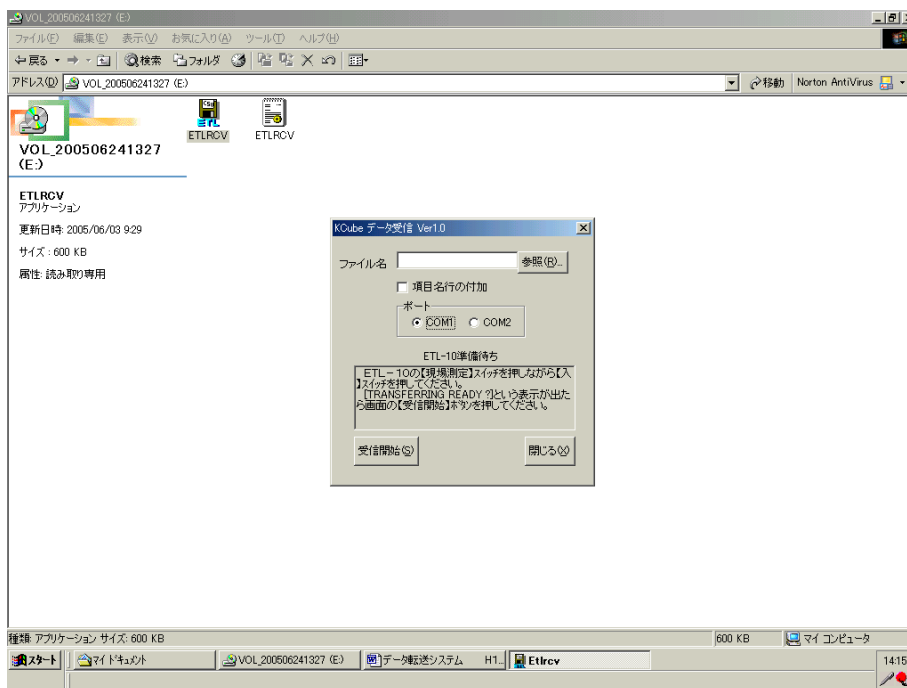 VOL_200506241327 (E:)
ファイル(F) 編集(E) 表示(V) お気に入り(A) ツール(T) ヘルプ(H)
戻る 検索 フォルダ
アドレス(D) VOL_200506241327 (E:) 移動 Norton AntiVirus
ETL
ETLRCV ETLRCV
VOL_200506241327
(E:)
ETLRCV
アプリケーション
更新日時: 2005/06/03 9:29
サイズ: 600 KB
属性: 読み取り専用
KCube データ受信 Ver1.0
ファイル名 参照(R)...
項目名行の付加
ポート
COM1 COM2
ETL-10準備待ち
ETL-10の【現場測定】スイッチを押しながら【入
】スイッチを押してください。
[TRANSFERRING READY ?]という表示が出た
ら画面の【受信開始】ボタンを押してください。
受信開始(S) 閉じる(X)
種類: アプリケーション サイズ: 600 KB 600 KB マイ コンピュータ
スタート マイ ドキュメント VOL_200506241327 (E:) データ転送システム H1... Etlrcv 14:15